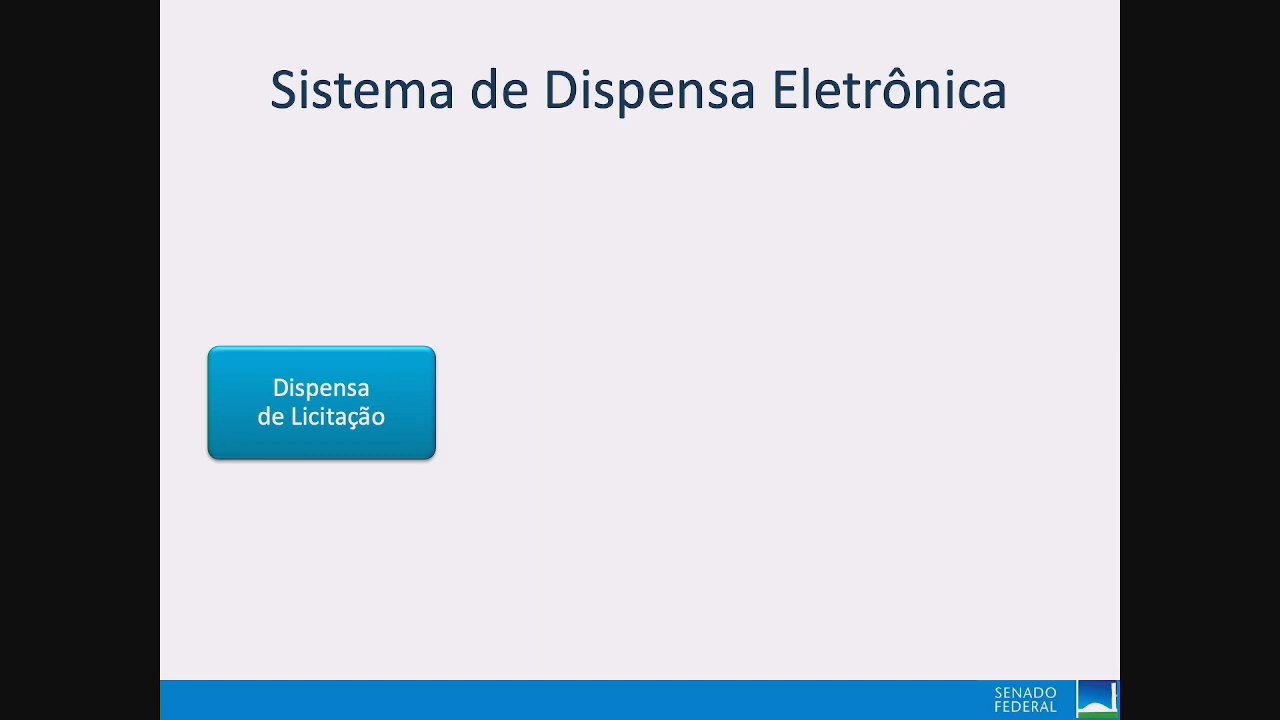 Sistema de Dispensa Eletrônica
Dispensa
de Licitação
SENADO
FEDERAL